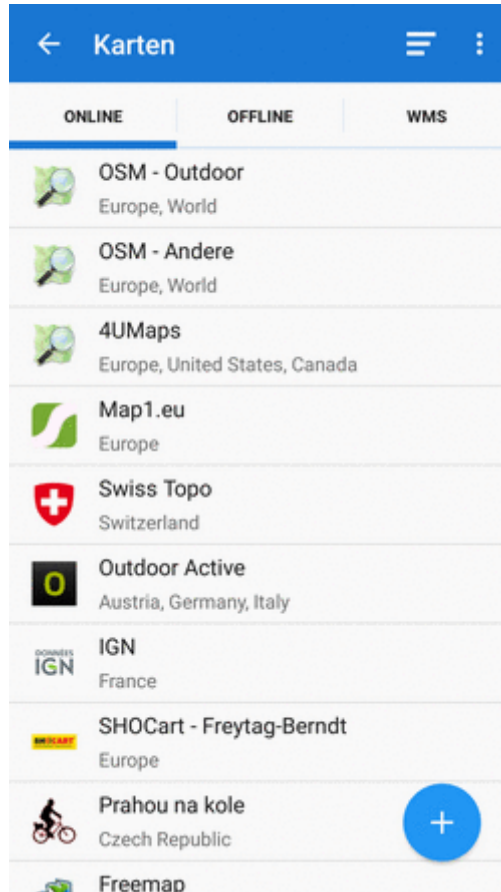 Karten
ONLINE OFFLINE WMS
OSM - Outdoor
Europe, World
OSM - Andere
Europe, World
4UMaps
Europe, United States, Canada
Map1.eu
Europe
Swiss Topo
Switzerland
O
Outdoor Active
Austria, Germany, Italy
DONNÉES
IGN
IGN
France
SHOCART
SHOCart - Freytag-Berndt
Europe
Prahou na kole
Czech Republic
Freemap